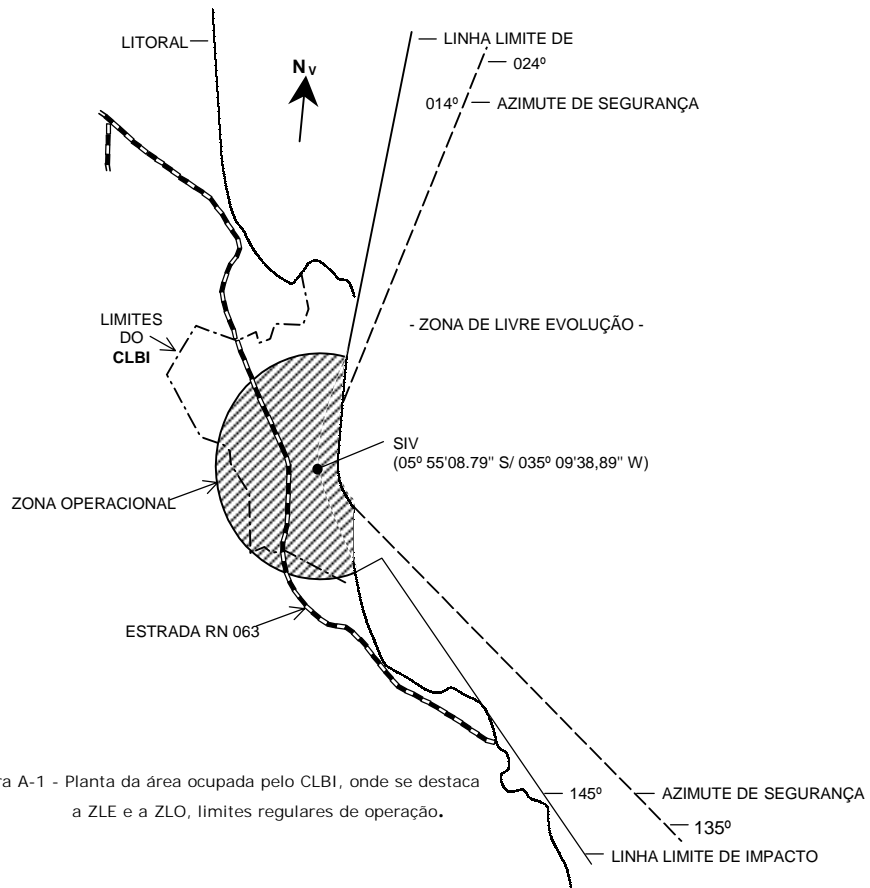 LITORAL
LINHA LIMITE DE
024º
N V
014º
AZIMUTE DE SEGURANÇA
LIMITES
DO
CLBI
- ZONA DE LIVRE EVOLUÇÃO -
SIV
(05º 55'08.79" S/ 035º 09'38,89" W)
ZONA OPERACIONAL
ESTRADA RN 063
ra A-1 - Planta da área ocupada pelo CLBI, onde se destaca
a ZLE e a ZLO, limites regulares de operação.
145º
AZIMUTE DE SEGURANÇA
135º
LINHA LIMITE DE IMPACTO